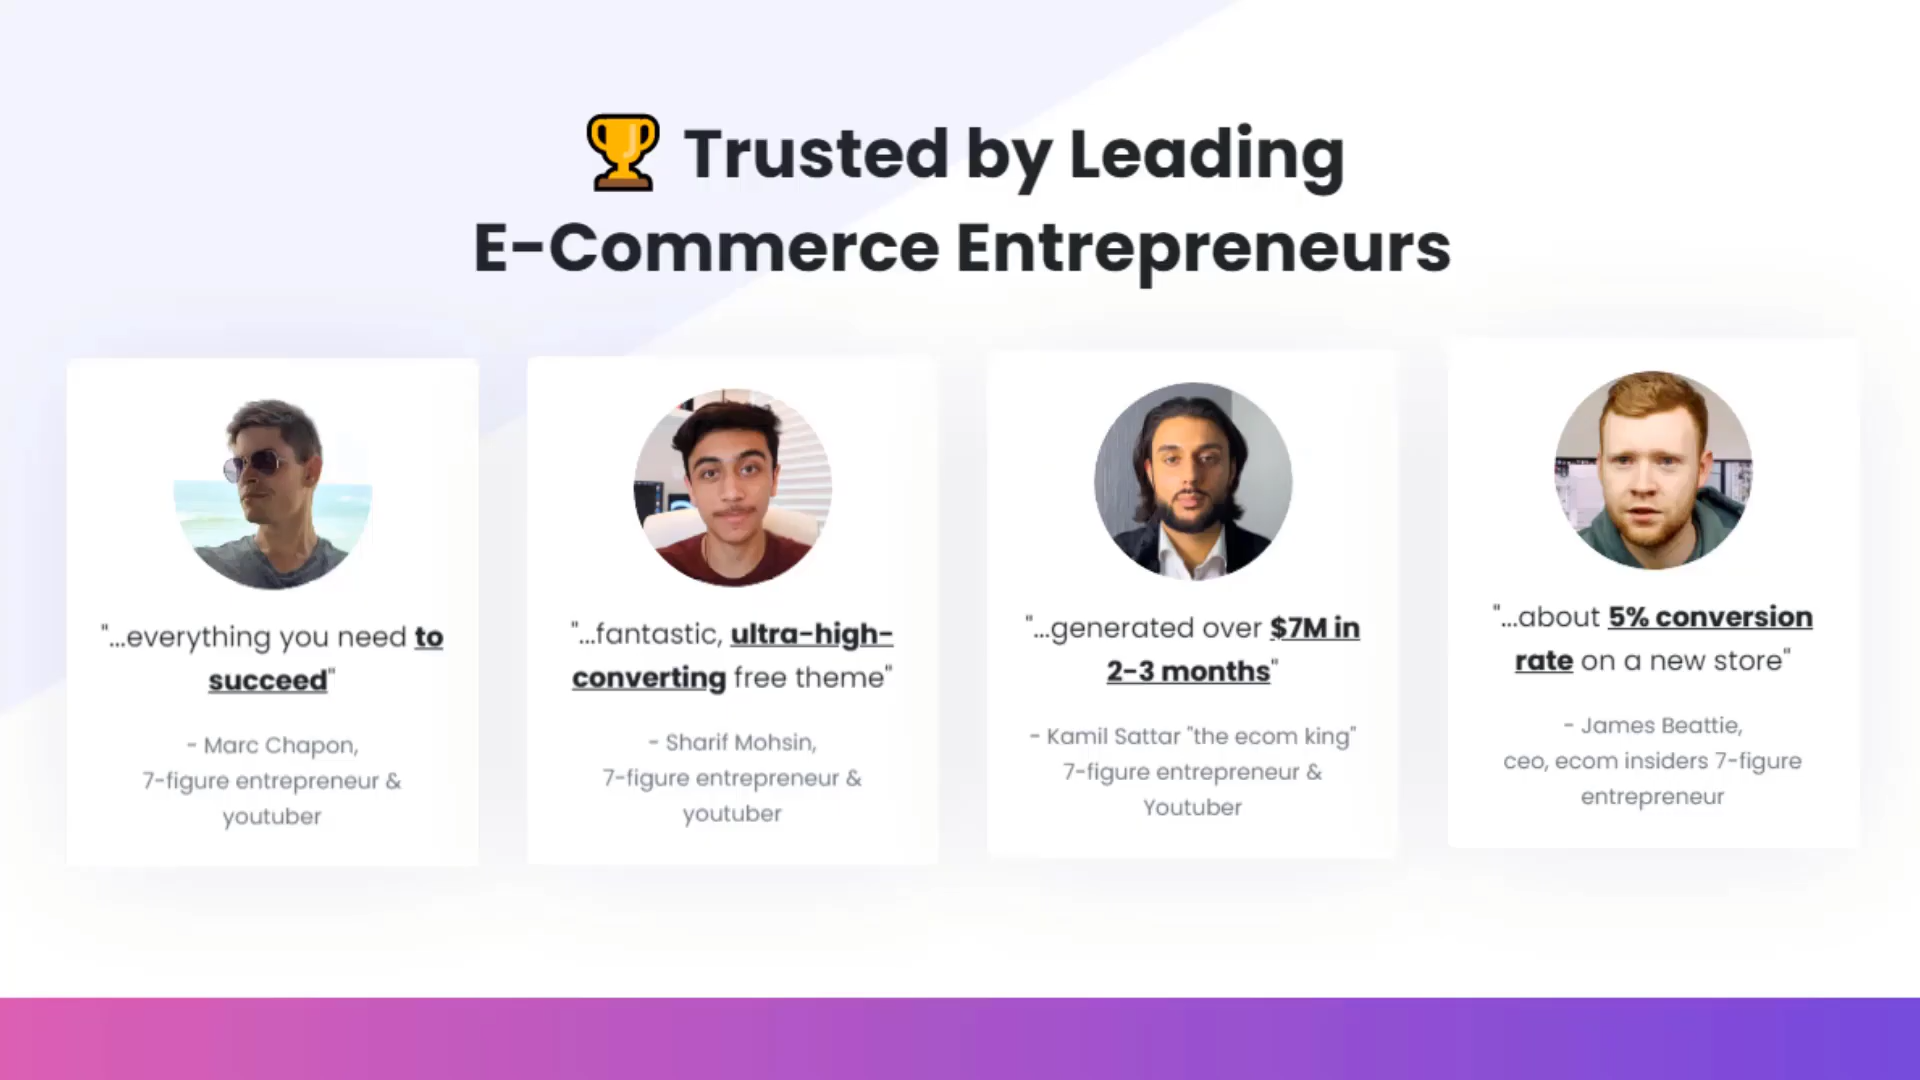 🏆 Trusted by Leading
E-Commerce Entrepreneurs
"...everything you need to
succeed"
- Marc Chapon,
7-figure entrepreneur &
youtuber
"...fantastic, ultra-high-
converting free theme"
- Sharif Mohsin,
7-figure entrepreneur &
youtuber
"...generated over $7M in
2-3 months"
- Kamil Sattar "the ecom king"
7-figure entrepreneur &
Youtuber
"...about 5% conversion
rate on a new store"
- James Beattie,
ceo, ecom insiders 7-figure
entrepreneur